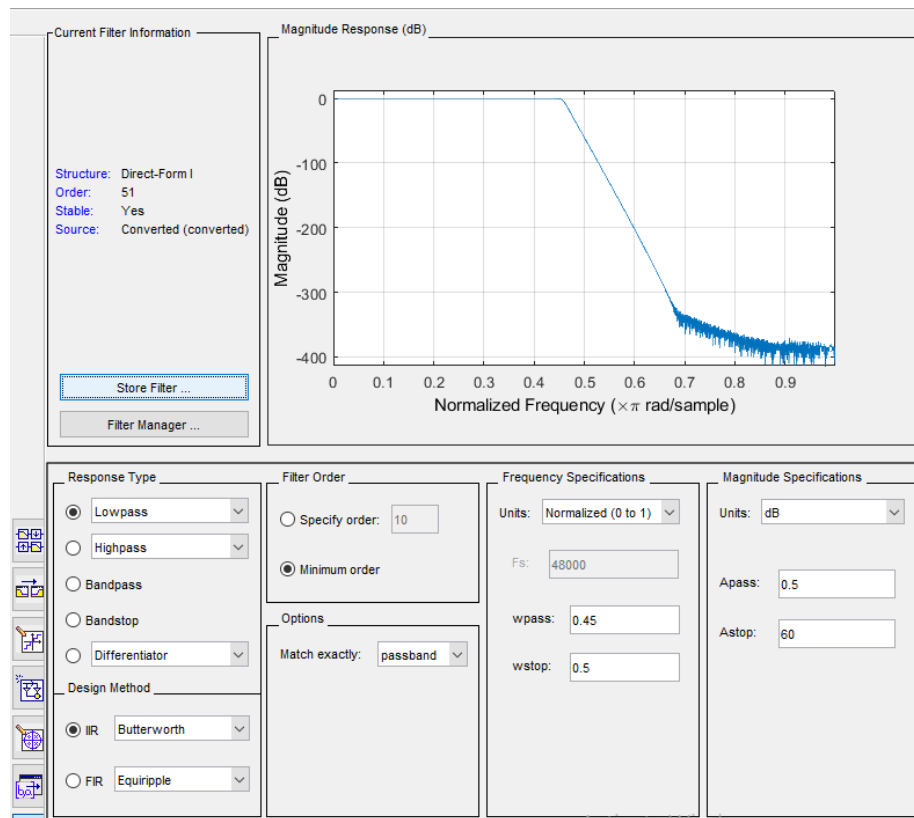 Current Filter Information
Structure: Direct-Form I
Order: 51
Stable: Yes
Source: Converted (converted)
Store Filter ...
Filter Manager ...
Magnitude Response (dB)
0
-100
-200
-300
-400
Magnitude (dB)
0 0.1 0.2 0.3 0.4 0.5 0.6 0.7 0.8 0.9
Normalized Frequency (×π rad/sample)
Response Type
Lowpass
Highpass
Bandpass
Bandstop
Differentiator
Design Method
IIR Butterworth
FIR Equiripple
Filter Order
Specify order: 10
Minimum order
Options
Match exactly: passband
Frequency Specifications
Units: Normalized (0 to 1)
Fs: 48000
wpass: 0.45
wstop: 0.5
Magnitude Specifications
Units: dB
Apass: 0.5
Astop: 60